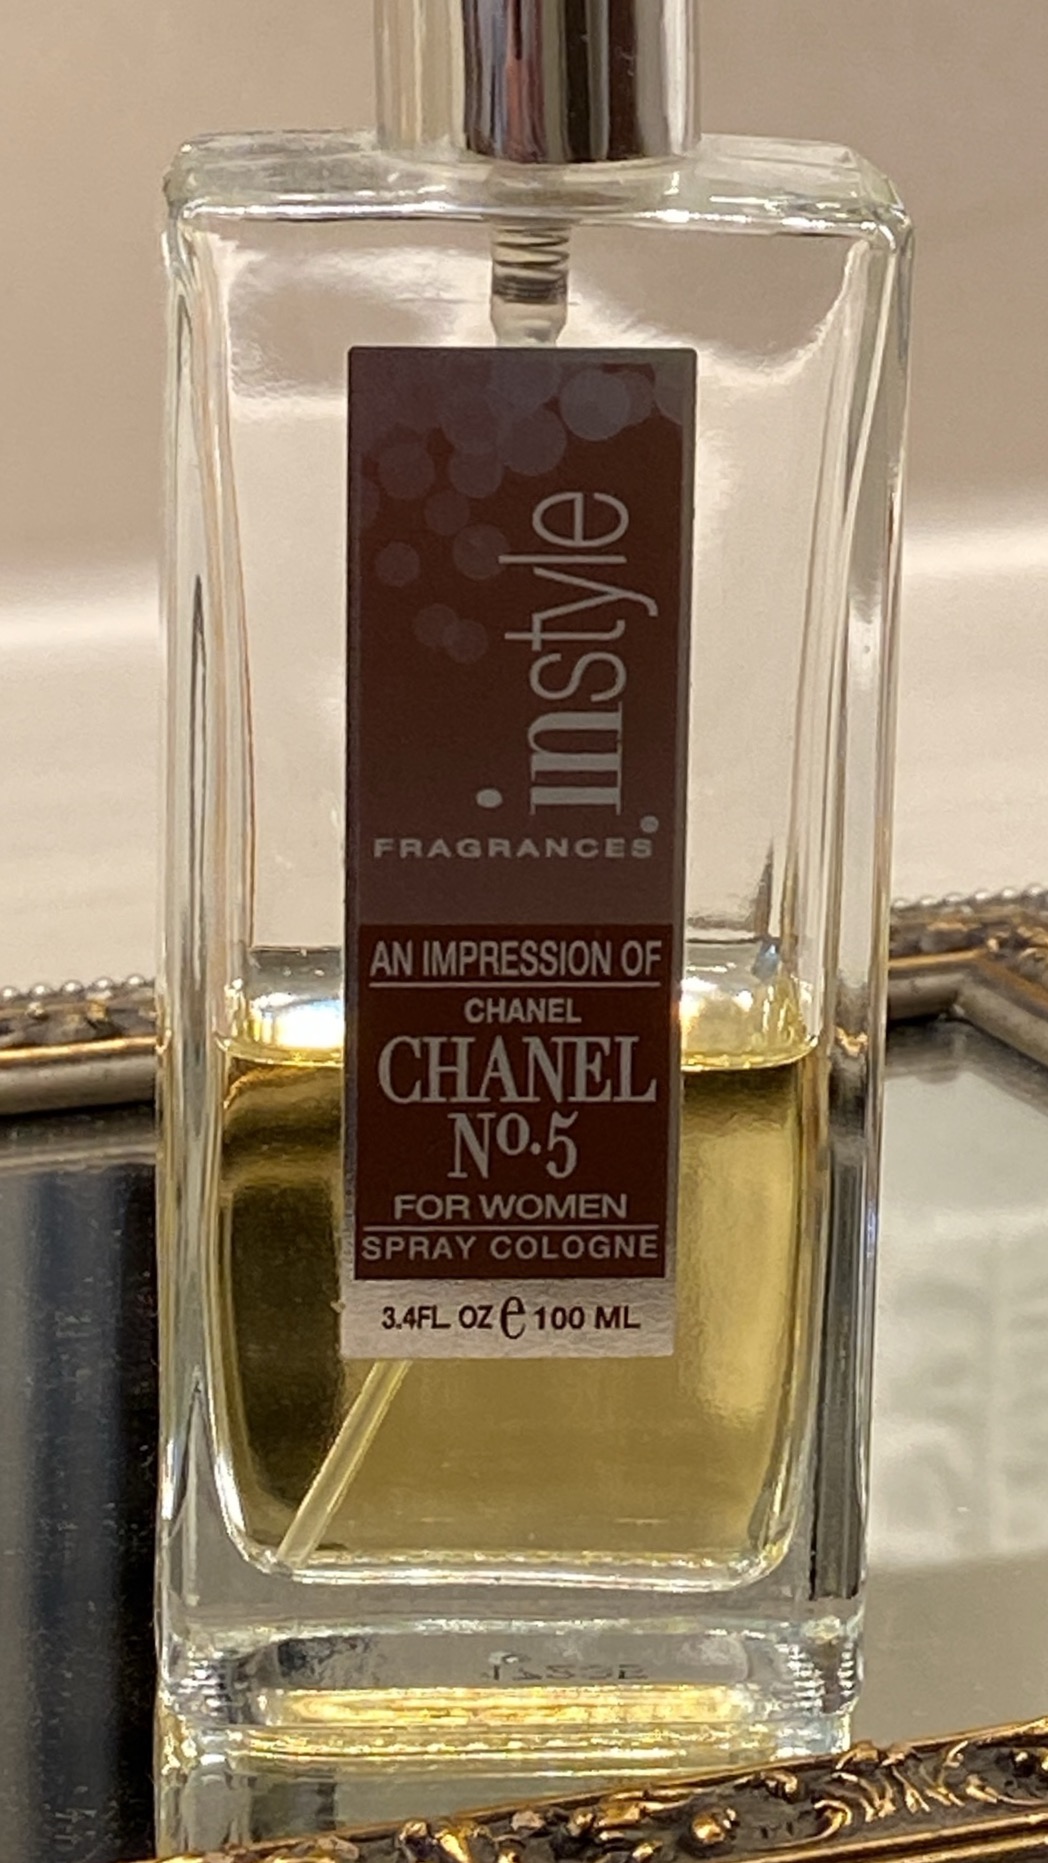 instyle
FRAGRANCES
AN IMPRESSION OF
CHANEL
CHANEL
No.5
FOR WOMEN
SPRAY COLOGNE
3.4FL OZ e 100 ML